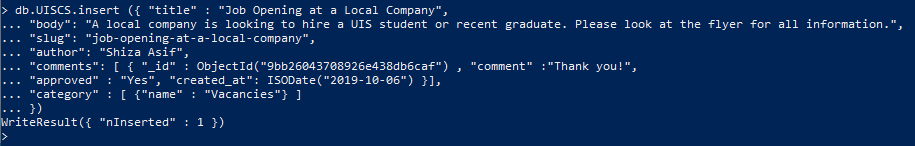 > db.UISCS.insert ({ "title" : "Job Opening at a Local Company",
... "body": "A local company is looking to hire a UIS student or recent graduate. Please look at the flyer for all information.",
... "slug": "job-opening-at-a-local-company",
... "author": "Shiza Asif",
... "comments": [ { "_id" : ObjectId("9bb26043708926e438db6caf") , "comment" :"Thank you!",
... "approved" : "Yes", "created_at": ISODate("2019-10-06") }],
... "category" : [ {"name" : "Vacancies"} ]
... })
WriteResult({ "nInserted" : 1 })
>